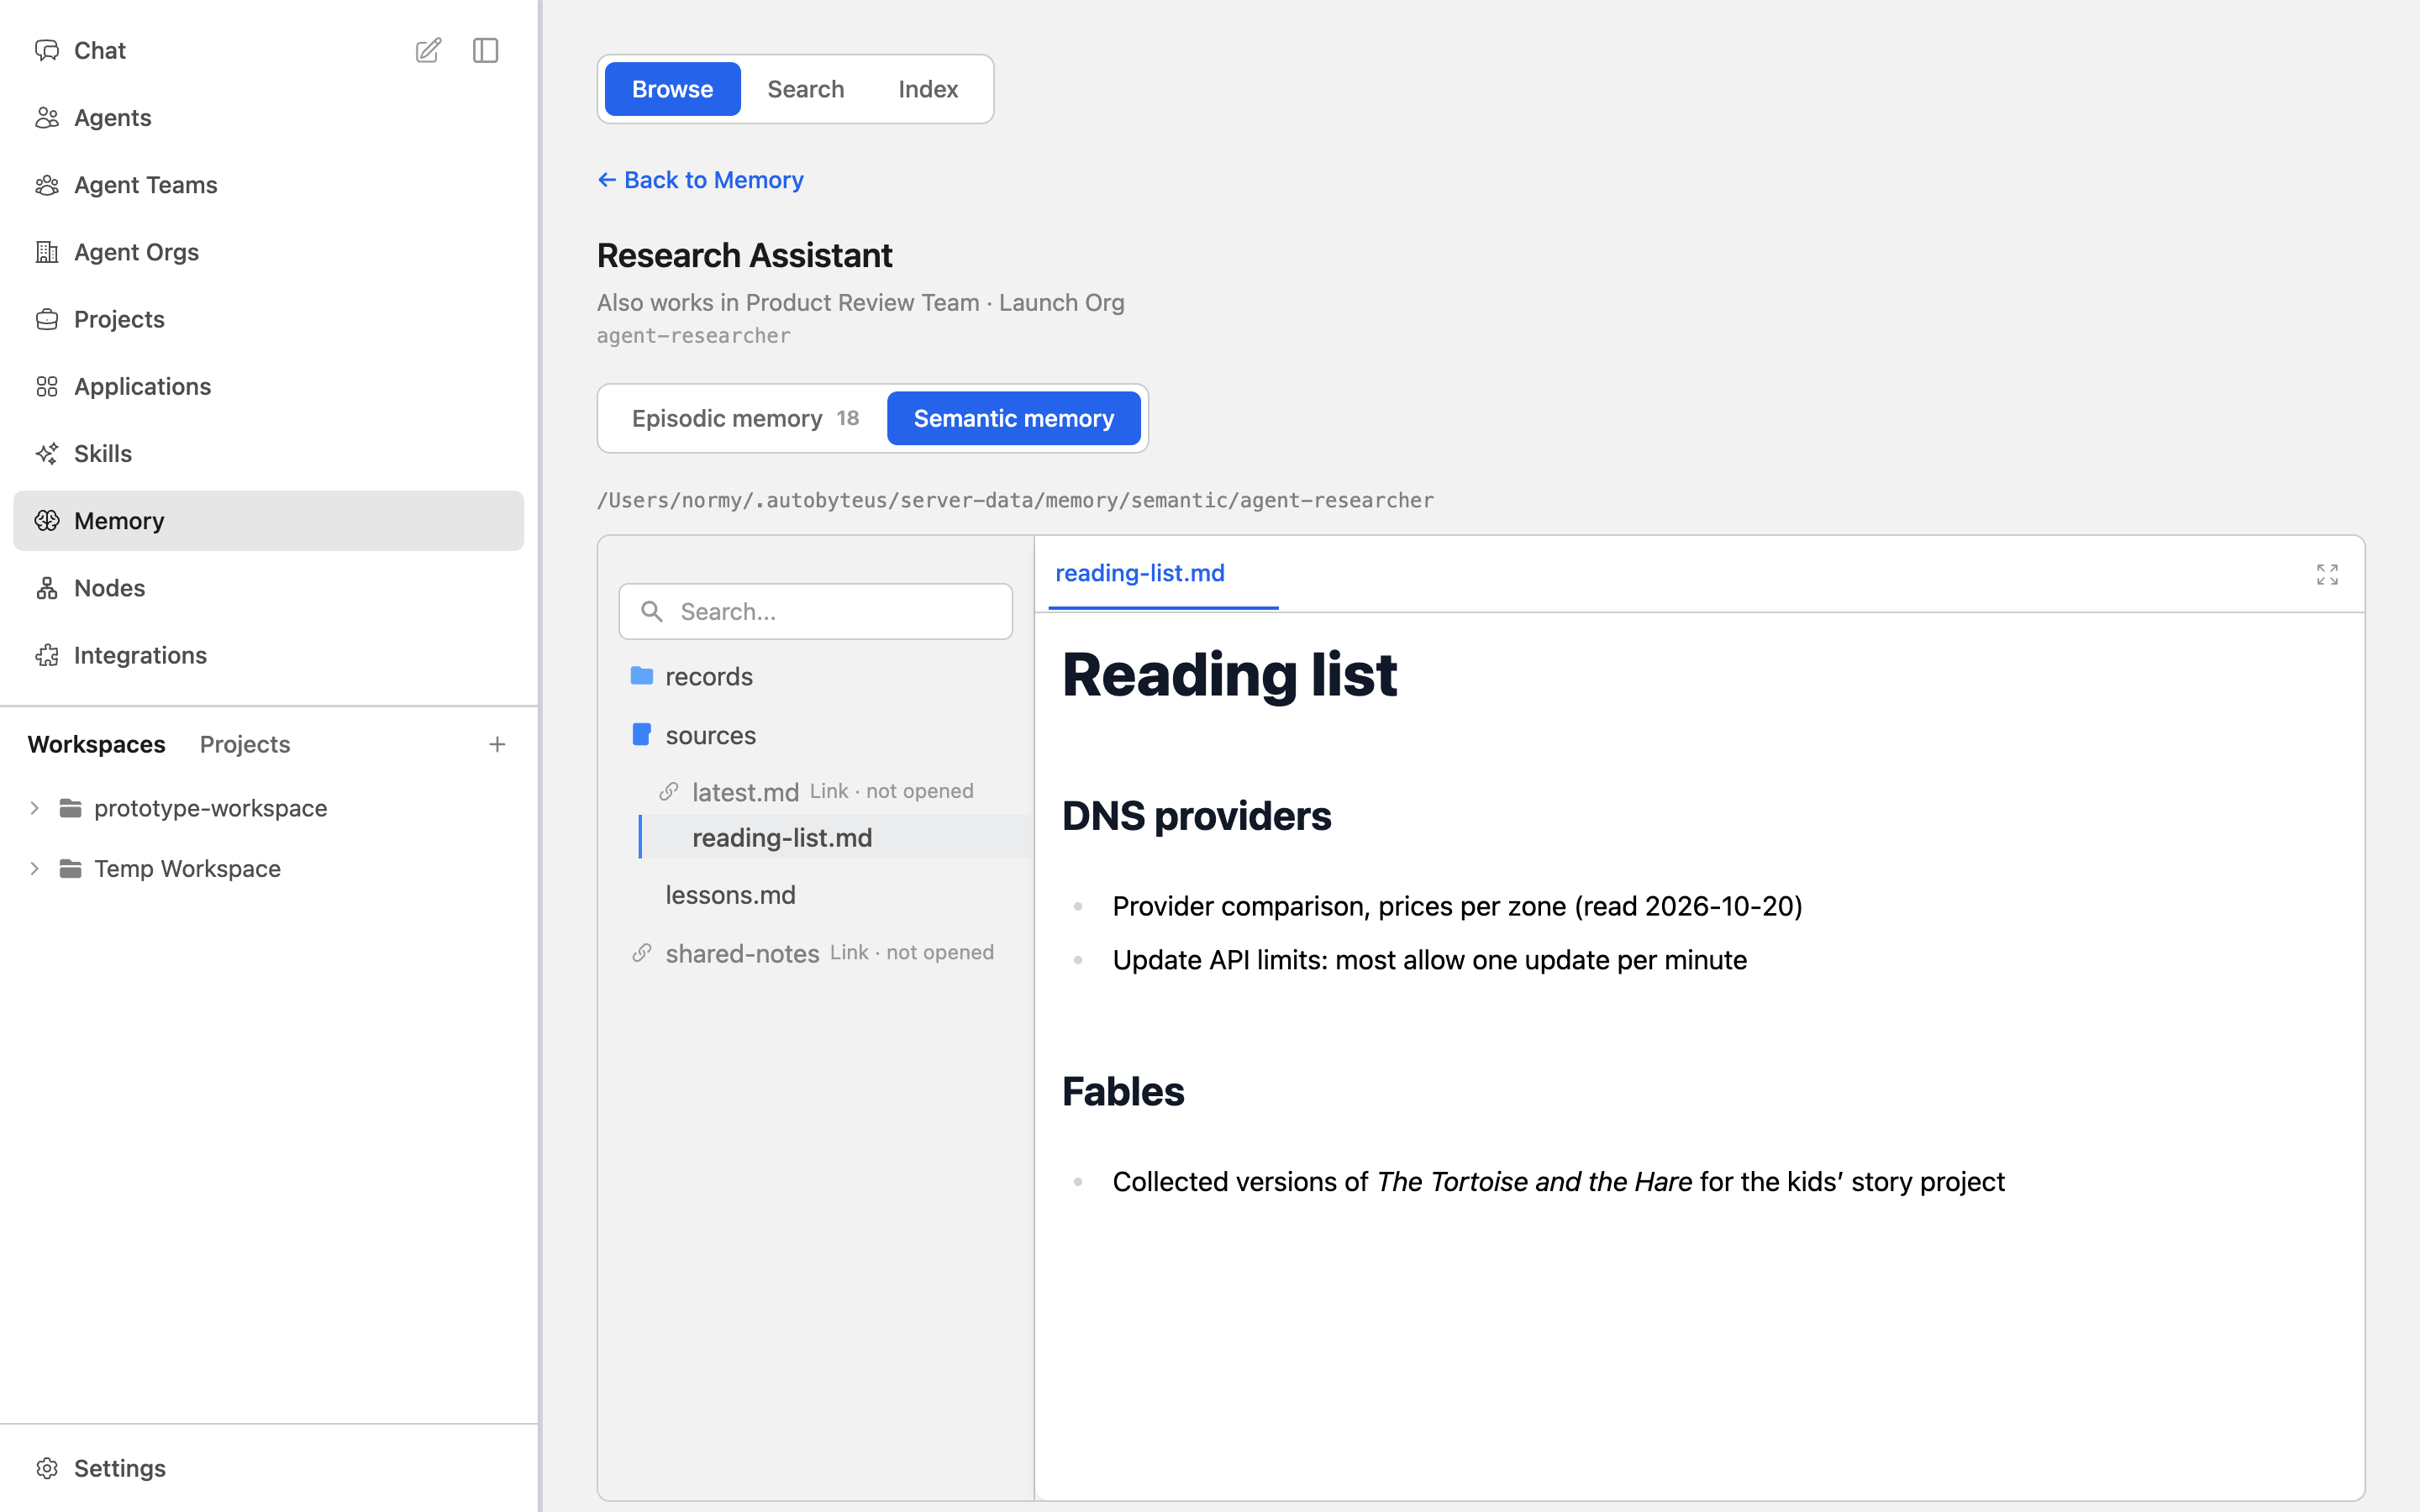 Chat
Agents
Agent Teams
Agent Orgs
Projects
Applications
Skills
Memory
Nodes
Integrations
Workspaces Projects
prototype-workspace
Temp Workspace
Settings
Browse Search Index
← Back to Memory
Research Assistant
Also works in Product Review Team · Launch Org
agent-researcher
Episodic memory 18 Semantic memory
/Users/normy/.autobyteus/server-data/memory/semantic/agent-researcher
Search...
records
sources
latest.md Link · not opened
reading-list.md
lessons.md
shared-notes Link · not opened
reading-list.md
Reading list
DNS providers
• Provider comparison, prices per zone (read 2026-10-20)
• Update API limits: most allow one update per minute
Fables
• Collected versions of The Tortoise and the Hare for the kids’ story project